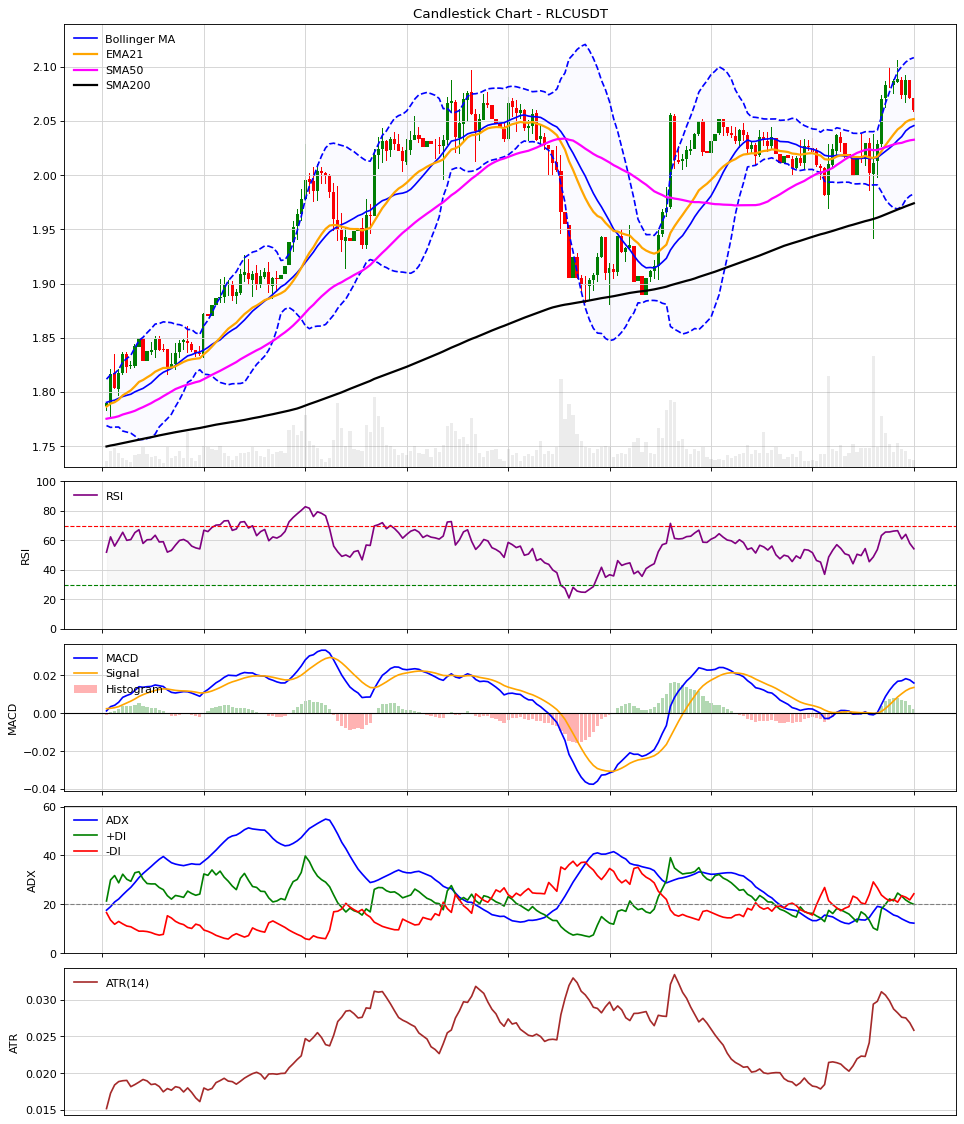 Candlestick Chart - RLCUSDT
Bollinger MA
EMA21
SMA50
SMA200
2.10
2.05
2.00
1.95
1.90
1.85
1.80
1.75
RSI
RSI
100
80
60
40
20
0
MACD
Signal
Histogram
MACD
0.02
0.00
−0.02
−0.04
ADX
+DI
-DI
ADX
60
40
20
0
ATR(14)
ATR
0.030
0.025
0.020
0.015